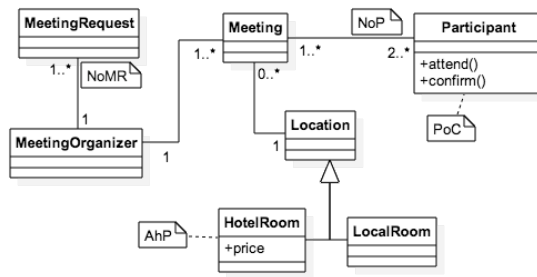 MeetingRequest
Meeting
NoP
Participant
+attend()
+confirm()
1..*
NoMR
1..*
1..*
2..*
0..*
PoC
1
MeetingOrganizer
1
Location
1
AhP
HotelRoom
+price
LocalRoom